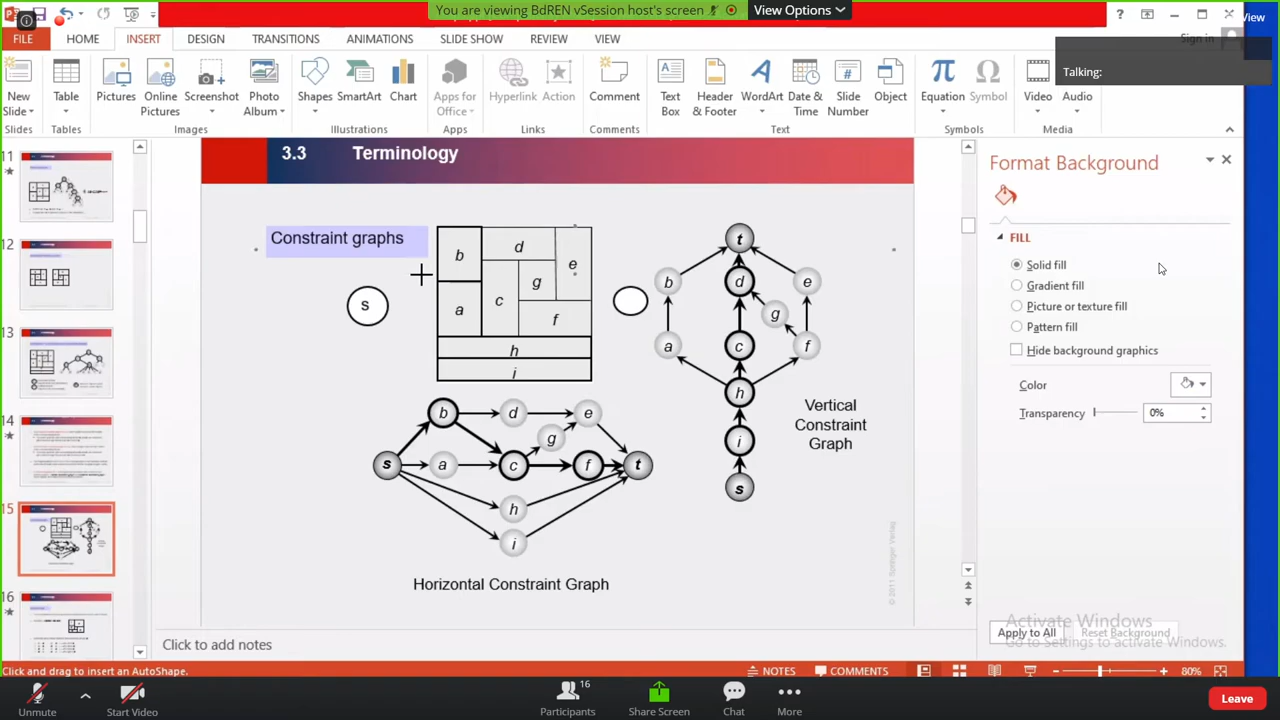 You are viewing BdREN vSession host's screen
View Options
View
FILE
HOME
INSERT
DESIGN
TRANSITIONS
ANIMATIONS
SLIDE SHOW
REVIEW
VIEW
Sign in
Talking:
New
Slide
Table
Pictures
Online
Pictures
Screenshot
Photo
Album
Shapes
SmartArt
Chart
Apps for
Office
Hyperlink
Action
Comment
Text
Box
Header
& Footer
WordArt
Date &
Time
Slide
Number
Object
Equation
Symbol
Video
Audio
Slides
Tables
Images
Illustrations
Apps
Links
Comments
Text
Symbols
Media
11
12
13
14
15
16
3.3 Terminology
Constraint graphs
s
b
d
e
g
a
c
f
h
i
t
b
d
e
g
a
c
f
h
i
s
Vertical
Constraint
Graph
b
d
e
g
s
a
c
f
t
h
i
Horizontal Constraint Graph
Format Background
FILL
Solid fill
Gradient fill
Picture or texture fill
Pattern fill
Hide background graphics
Color
Transparency
0%
Activate Windows
Go to Settings to activate Windows.
Apply to All
Reset Background
Click to add notes
Click and drag to insert an AutoShape.
NOTES
COMMENTS
80%
Unmute
Start Video
Participants
16
Share Screen
Chat
More
Leave